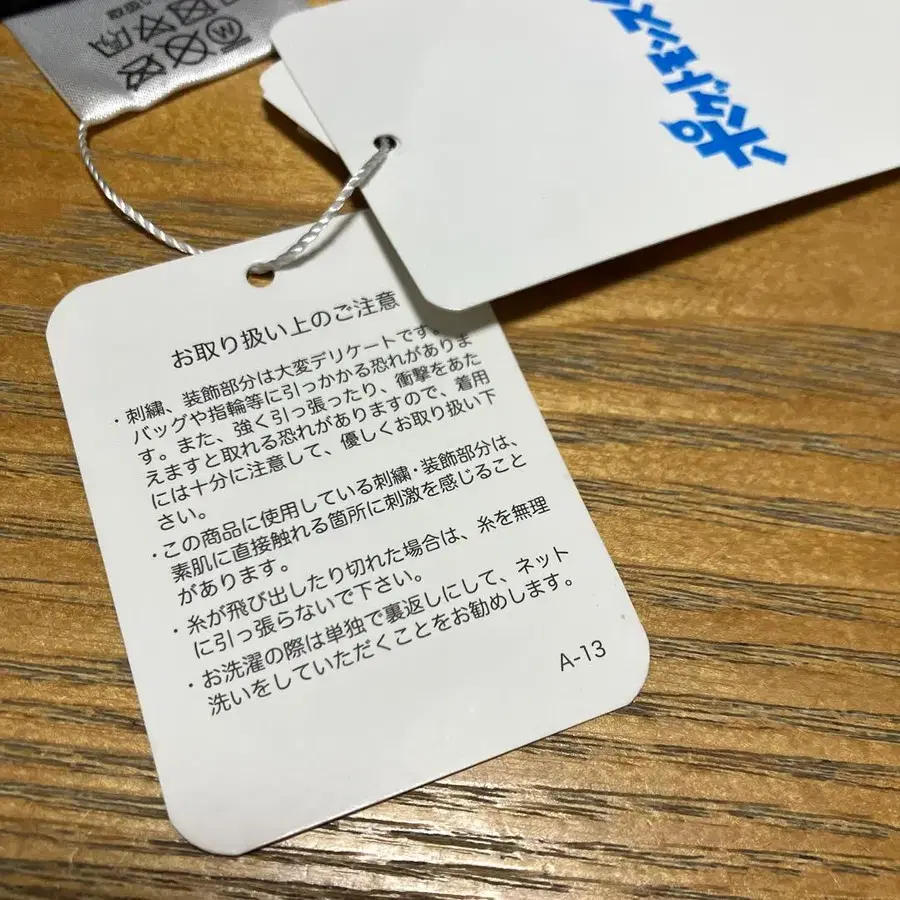 ポケットモンス
お取り扱い上のご注意
・刺繍、装飾部分は大変デリケートです。
バッグや指輪等に引っかかる恐れがありま
す。また、強く引っ張ったり、衝撃をあた
えますと取れる恐れがありますので、着用
には十分に注意して、優しくお取り扱い下
さい。
・この商品に使用している刺繍・装飾部分は、
素肌に直接触れる箇所に刺激を感じること
があります。
・糸が飛び出したり切れた場合は、糸を無理
に引っ張らないで下さい。
・お洗濯の際は単独で裏返しにして、ネット
洗いをしていただくことをお勧めします。
A-13